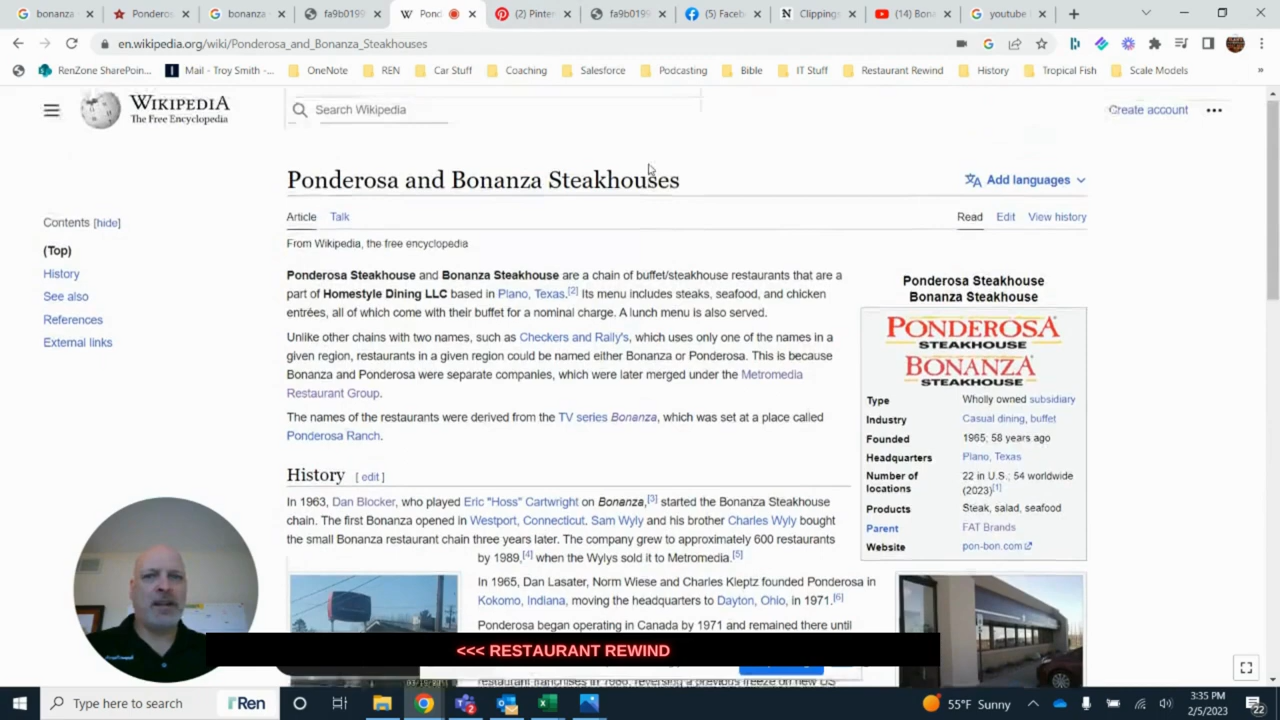 bonanza
Ponderos
bonanza
fa9b0199
Pond
(2) Pinter
fa9b0199
(5) Faceb
Clippings
(14) Bon
youtube
en.wikipedia.org/wiki/Ponderosa_and_Bonanza_Steakhouses
RenZone SharePoin... Mail - Troy Smith -... OneNote REN Car Stuff Coaching Salesforce Podcasting Bible IT Stuff Restaurant Rewind History Tropical Fish Scale Models »
WIKIPEDIA
The Free Encyclopedia
Search Wikipedia
Create account
Ponderosa and Bonanza Steakhouses
Add languages
Contents [hide]
(Top)
History
See also
References
External links
Article Talk
Read Edit View history
From Wikipedia, the free encyclopedia
Ponderosa Steakhouse and Bonanza Steakhouse are a chain of buffet/steakhouse restaurants that are a
part of Homestyle Dining LLC based in Plano, Texas.[2] Its menu includes steaks, seafood, and chicken
entrées, all of which come with their buffet for a nominal charge. A lunch menu is also served.
Unlike other chains with two names, such as Checkers and Rally's, which uses only one of the names in a
given region, restaurants in a given region could be named either Bonanza or Ponderosa. This is because
Bonanza and Ponderosa were separate companies, which were later merged under the Metromedia
Restaurant Group.
The names of the restaurants were derived from the TV series Bonanza, which was set at a place called
Ponderosa Ranch.
History [ edit ]
In 1963, Dan Blocker, who played Eric "Hoss" Cartwright on Bonanza,[3] started the Bonanza Steakhouse
chain. The first Bonanza opened in Westport, Connecticut. Sam Wyly and his brother Charles Wyly bought
the small Bonanza restaurant chain three years later. The company grew to approximately 600 restaurants
by 1989,[4] when the Wylys sold it to Metromedia.[5]
In 1965, Dan Lasater, Norm Wiese and Charles Kleptz founded Ponderosa in
Kokomo, Indiana, moving the headquarters to Dayton, Ohio, in 1971.[6]
Ponderosa began operating in Canada by 1971 and remained there until
Ponderosa Steakhouse
Bonanza Steakhouse
PONDEROSA
STEAKHOUSE
BONANZA
STEAKHOUSE
Type Wholly owned subsidiary
Industry Casual dining, buffet
Founded 1965; 58 years ago
Headquarters Plano, Texas
Number of locations 22 in U.S.; 54 worldwide (2023)[1]
Products Steak, salad, seafood
Parent FAT Brands
Website pon-bon.com
<<< RESTAURANT REWIND
Type here to search
Ren
55°F Sunny
3:35 PM
2/5/2023
22